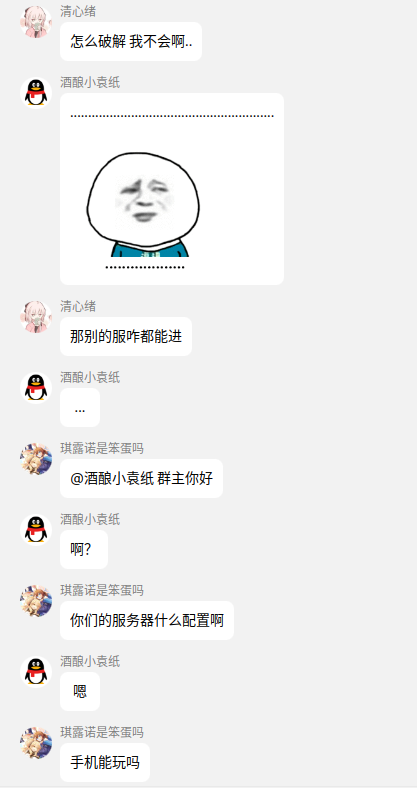 清心绪
怎么破解 我不会啊..
酒酿小袁纸
.........................................................
...................
清心绪
那别的服咋都能进
酒酿小袁纸
...
琪露诺是笨蛋吗
@酒酿小袁纸 群主你好
酒酿小袁纸
啊？
琪露诺是笨蛋吗
你们的服务器什么配置啊
酒酿小袁纸
嗯
琪露诺是笨蛋吗
手机能玩吗